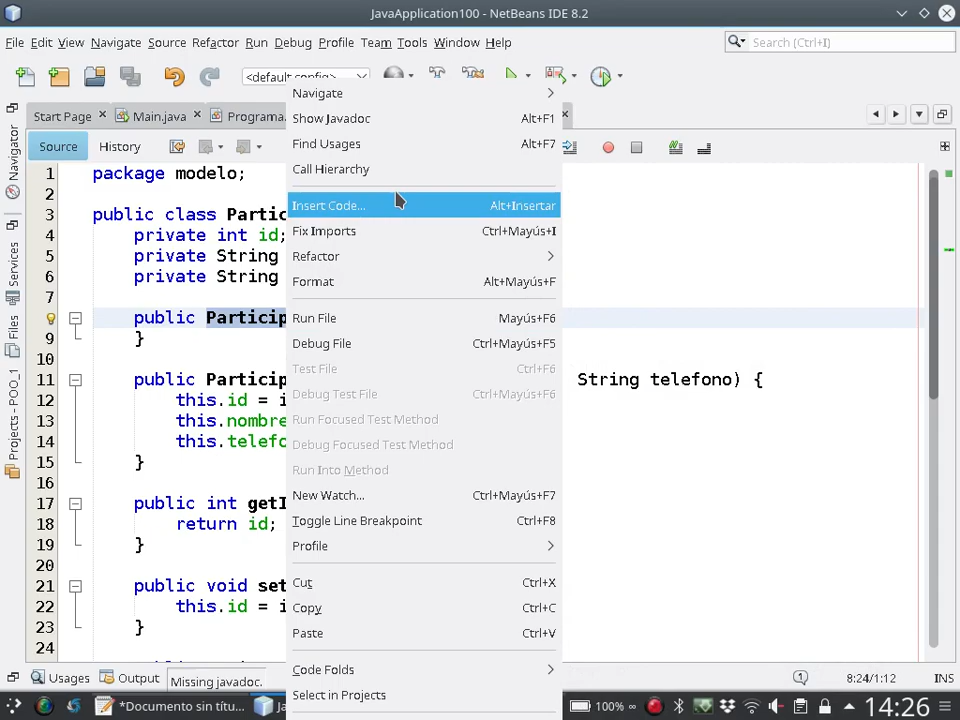 JavaApplication100 - NetBeans IDE 8.2
File Edit View Navigate Source Refactor Run Debug Profile Team Tools Window Help
Search (Ctrl+I)
<default config>
Start Page Main.java Programa.
Source History
Navigator
Services
Files
Projects - POO_1
1 package modelo;
2
3 public class Partic
4 private int id;
5 private String
6 private String
7
8 public Particip
9 }
10
11 public Particip String telefono) {
12 this.id = i
13 this.nombre
14 this.telefo
15 }
16
17 public int getI
18 return id;
19 }
20
21 public void set
22 this.id = i
23 }
24
Navigate
Show Javadoc Alt+F1
Find Usages Alt+F7
Call Hierarchy
Insert Code... Alt+Insertar
Fix Imports Ctrl+Mayús+I
Refactor
Format Alt+Mayús+F
Run File Mayús+F6
Debug File Ctrl+Mayús+F5
Test File Ctrl+F6
Debug Test File Ctrl+Mayús+F6
Run Focused Test Method
Debug Focused Test Method
Run Into Method
New Watch... Ctrl+Mayús+F7
Toggle Line Breakpoint Ctrl+F8
Profile
Cut Ctrl+X
Copy Ctrl+C
Paste Ctrl+V
Code Folds
Select in Projects
Usages Output Missing javadoc. 1 8:24/1:12 INS
*Documento sin títu... Ja 100% ∞ 14:26